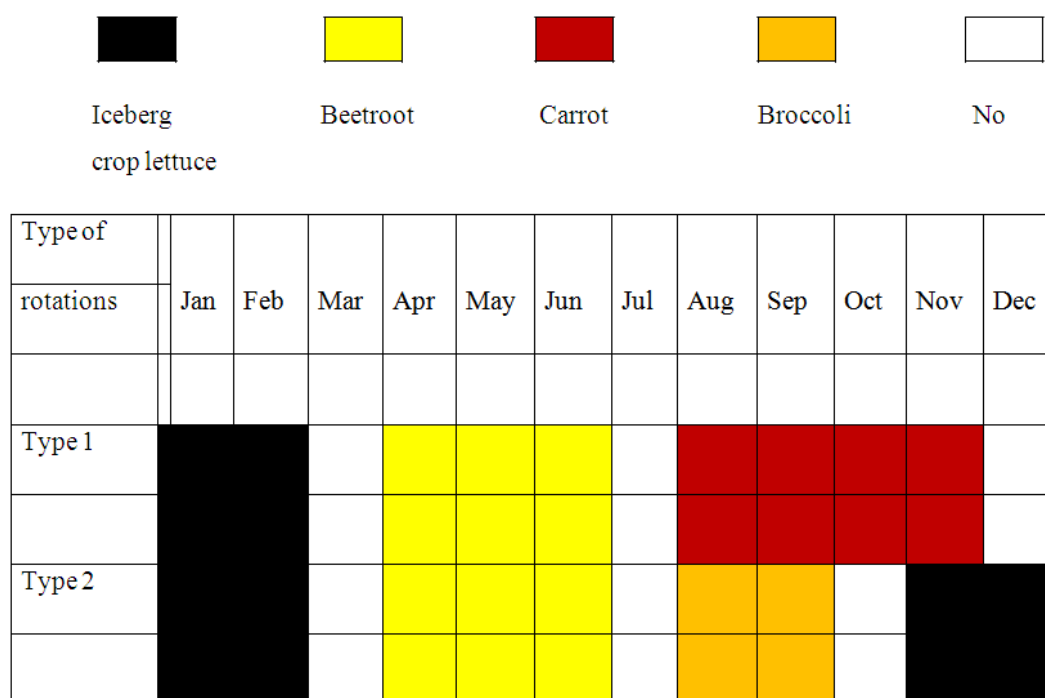 Iceberg Beetroot Carrot Broccoli No
crop lettuce
Type of
rotations Jan Feb Mar Apr May Jun Jul Aug Sep Oct Nov Dec
Type 1
Type 2